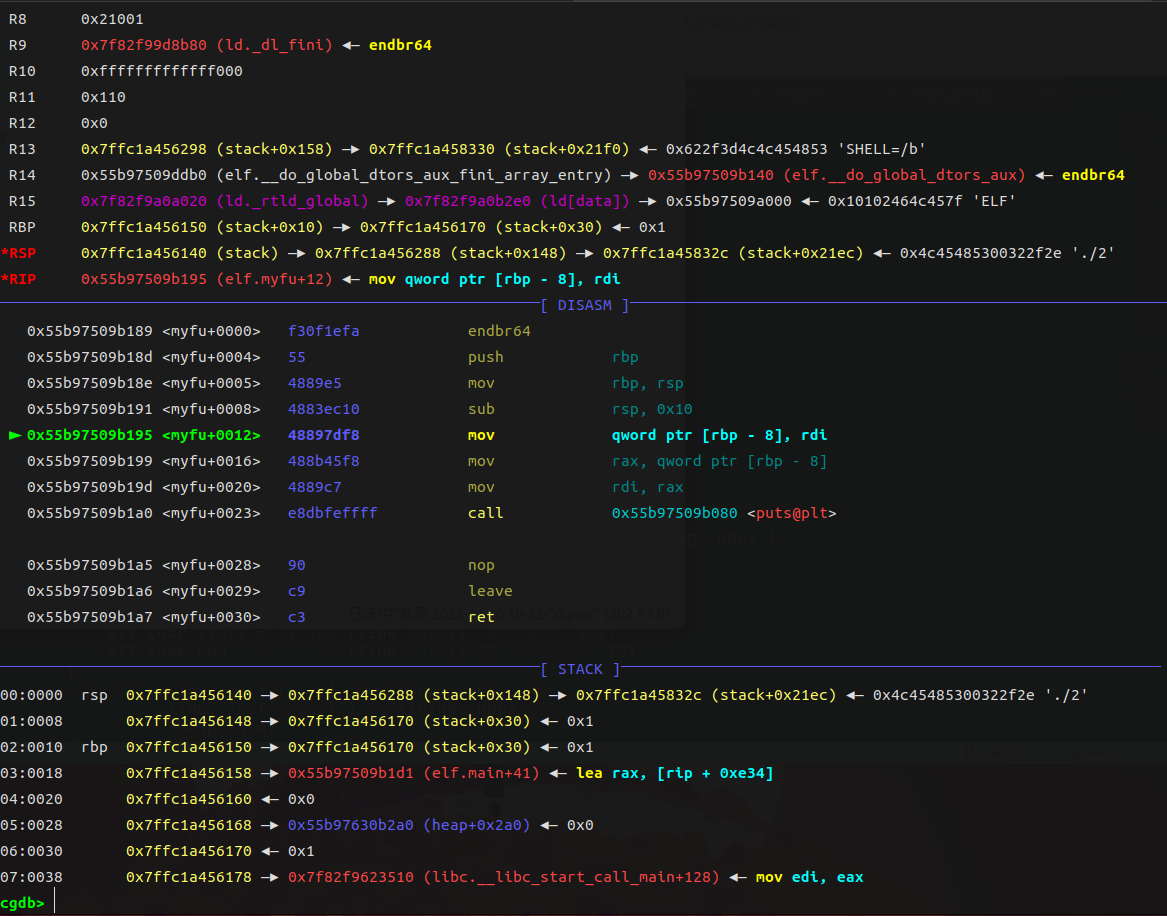 R8 0x21001
R9 0x7f82f99d8b80 (ld._dl_fini) ◂— endbr64
R10 0xfffffffffffff000
R11 0x110
R12 0x0
R13 0x7ffc1a456298 (stack+0x158) —▸ 0x7ffc1a458330 (stack+0x21f0) ◂— 0x622f3d4c4c454853 'SHELL=/b'
R14 0x55b97509ddb0 (elf.__do_global_dtors_aux_fini_array_entry) —▸ 0x55b97509b140 (elf.__do_global_dtors_aux) ◂— endbr64
R15 0x7f82f9a0a020 (ld._rtld_global) —▸ 0x7f82f9a0b2e0 (ld[data]) —▸ 0x55b97509a000 ◂— 0x10102464c457f 'ELF'
RBP 0x7ffc1a456150 (stack+0x10) —▸ 0x7ffc1a456170 (stack+0x30) ◂— 0x1
*RSP 0x7ffc1a456140 (stack) —▸ 0x7ffc1a456288 (stack+0x148) —▸ 0x7ffc1a45832c (stack+0x21ec) ◂— 0x4c45485300322f2e './2'
*RIP 0x55b97509b195 (elf.myfu+12) ◂— mov qword ptr [rbp - 8], rdi
[ DISASM ]
0x55b97509b189 <myfu+0000> f30f1efa endbr64
0x55b97509b18d <myfu+0004> 55 push rbp
0x55b97509b18e <myfu+0005> 4889e5 mov rbp, rsp
0x55b97509b191 <myfu+0008> 4883ec10 sub rsp, 0x10
► 0x55b97509b195 <myfu+0012> 48897df8 mov qword ptr [rbp - 8], rdi
0x55b97509b199 <myfu+0016> 488b45f8 mov rax, qword ptr [rbp - 8]
0x55b97509b19d <myfu+0020> 4889c7 mov rdi, rax
0x55b97509b1a0 <myfu+0023> e8dbfeffff call 0x55b97509b080 <puts@plt>
0x55b97509b1a5 <myfu+0028> 90 nop
0x55b97509b1a6 <myfu+0029> c9 leave
0x55b97509b1a7 <myfu+0030> c3 ret
[ STACK ]
00:0000 rsp 0x7ffc1a456140 —▸ 0x7ffc1a456288 (stack+0x148) —▸ 0x7ffc1a45832c (stack+0x21ec) ◂— 0x4c45485300322f2e './2'
01:0008 0x7ffc1a456148 —▸ 0x7ffc1a456170 (stack+0x30) ◂— 0x1
02:0010 rbp 0x7ffc1a456150 —▸ 0x7ffc1a456170 (stack+0x30) ◂— 0x1
03:0018 0x7ffc1a456158 —▸ 0x55b97509b1d1 (elf.main+41) ◂— lea rax, [rip + 0xe34]
04:0020 0x7ffc1a456160 ◂— 0x0
05:0028 0x7ffc1a456168 —▸ 0x55b97630b2a0 (heap+0x2a0) ◂— 0x0
06:0030 0x7ffc1a456170 ◂— 0x1
07:0038 0x7ffc1a456178 —▸ 0x7f82f9623510 (libc.__libc_start_call_main+128) ◂— mov edi, eax
cgdb>